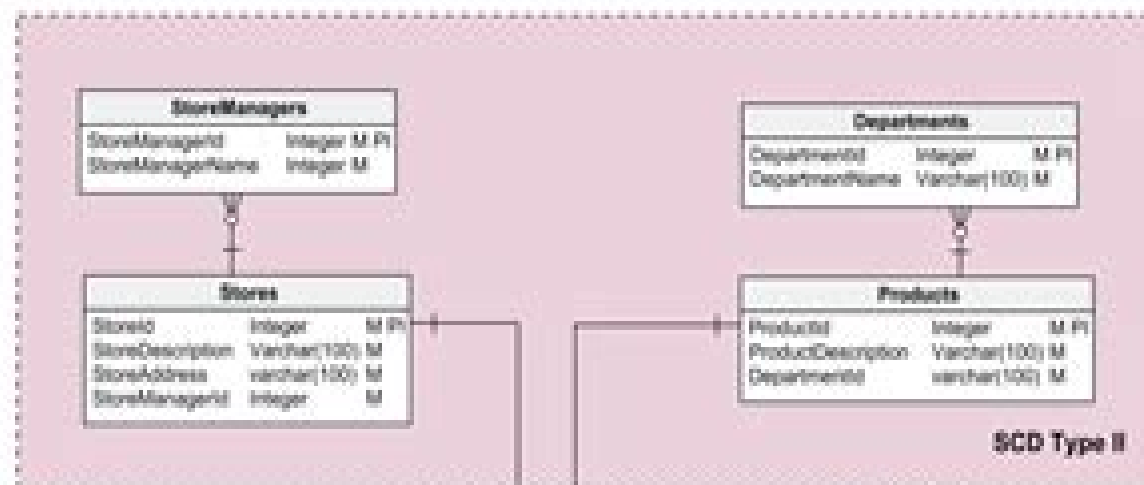 StoreManagers
StoreManagerId Integer M PI
StoreManagerName Integer M
Departments
DepartmentId Integer M PI
DepartmentName Varchar(100) M
Stores
StoreId Integer M PI
StoreDescription Varchar(100) M
StoreAddress varchar(100) M
StoreManagerId Integer M
Products
ProductId Integer M PI
ProductDescription Varchar(100) M
DepartmentId varchar(100) M
SCD Type II